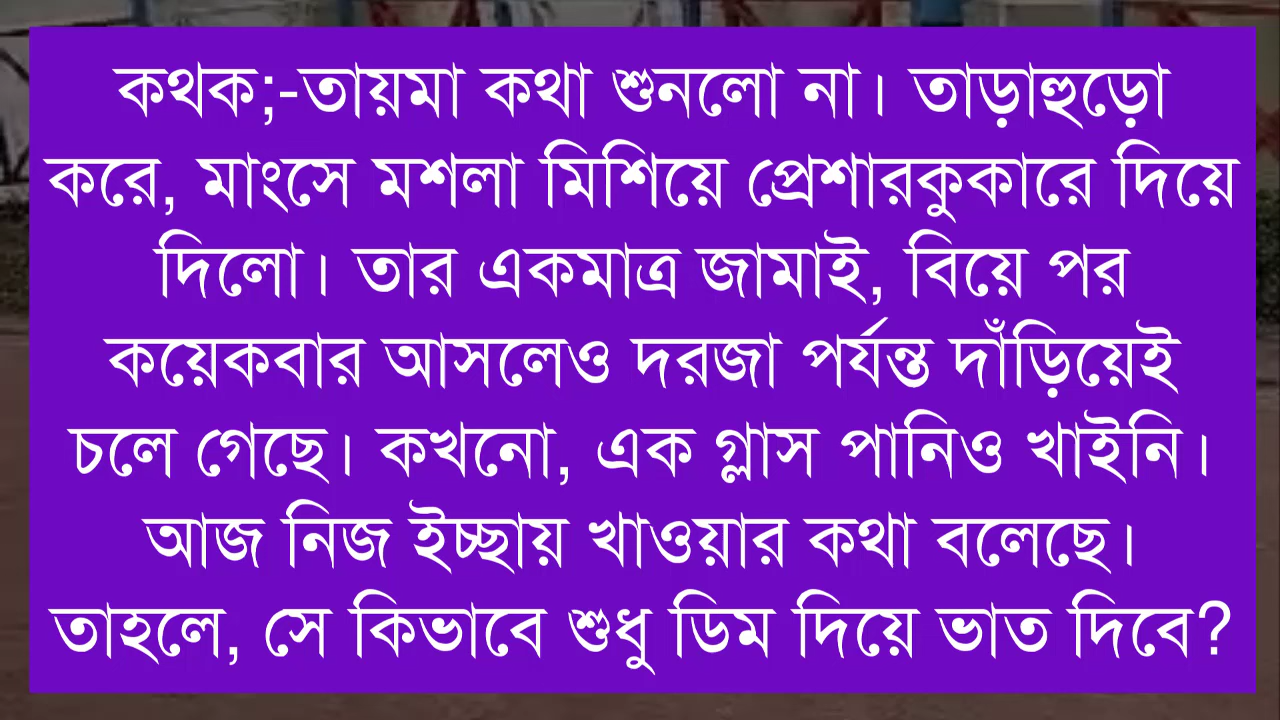 কথক;-তায়মা কথা শুনলো না। তাড়াহুড়ো
করে, মাংসে মশলা মিশিয়ে প্রেশারকুকারে দিয়ে
দিলো। তার একমাত্র জামাই, বিয়ে পর
কয়েকবার আসলেও দরজা পর্যন্ত দাঁড়িয়েই
চলে গেছে। কখনো, এক গ্লাস পানিও খাইনি।
আজ নিজ ইচ্ছায় খাওয়ার কথা বলেছে।
তাহলে, সে কিভাবে শুধু ডিম দিয়ে ভাত দিবে?